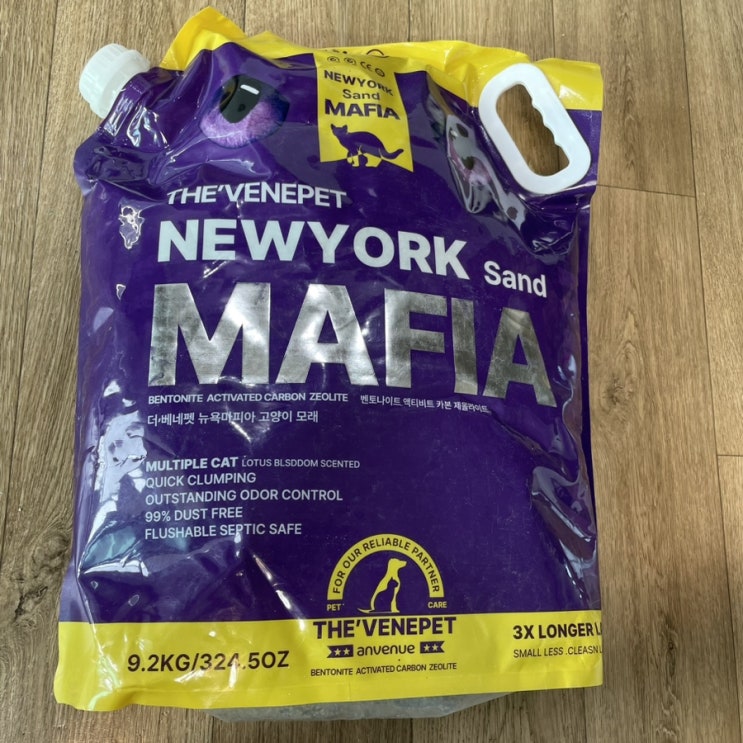 NEWYORK
Sand
MAFIA
THE'VENEPET
NEWYORK Sand
MAFIA
BENTONITE ACTIVATED CARBON ZEOLITE 벤토나이트 액티비트 카본 제올라이트
더•베네펫 뉴욕마피아 고양이 모래
MULTIPLE CAT LOTUS BLSDDOM SCENTED
QUICK CLUMPING
OUTSTANDING ODOR CONTROL
99% DUST FREE
FLUSHABLE SEPTIC SAFE
FOR OUR RELIABLE PARTNER
PET CARE
THE'VENEPET
anvenue
BENTONITE ACTIVATED CARBON ZEOLITE
9.2KG/324.5OZ
3X LONGER
SMALL LESS .CLEASN